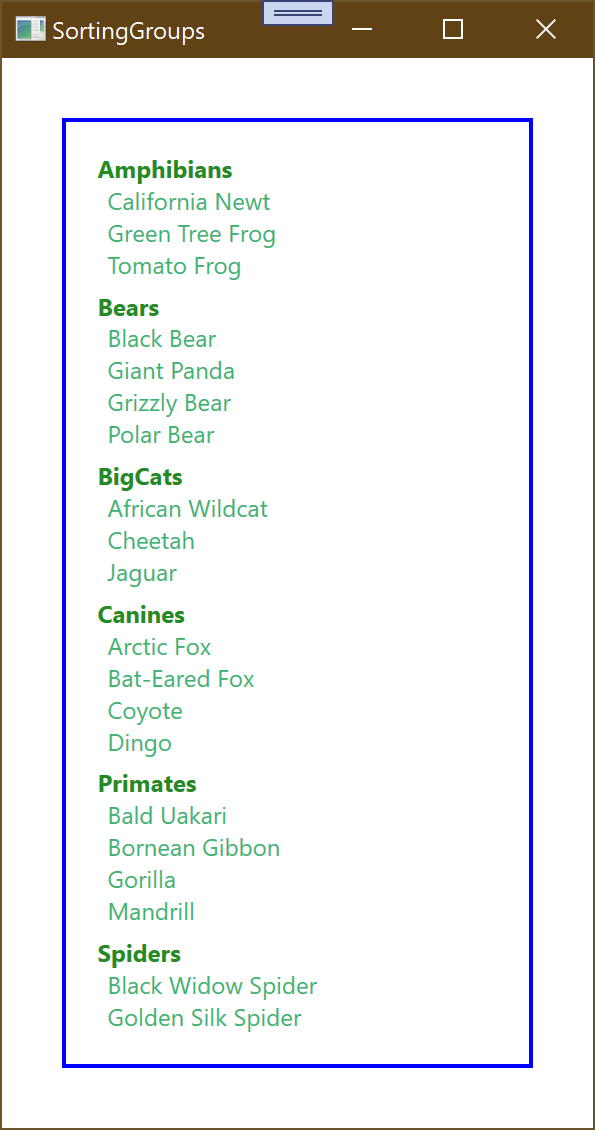 SortingGroups
Amphibians
California Newt
Green Tree Frog
Tomato Frog
Bears
Black Bear
Giant Panda
Grizzly Bear
Polar Bear
BigCats
African Wildcat
Cheetah
Jaguar
Canines
Arctic Fox
Bat-Eared Fox
Coyote
Dingo
Primates
Bald Uakari
Bornean Gibbon
Gorilla
Mandrill
Spiders
Black Widow Spider
Golden Silk Spider